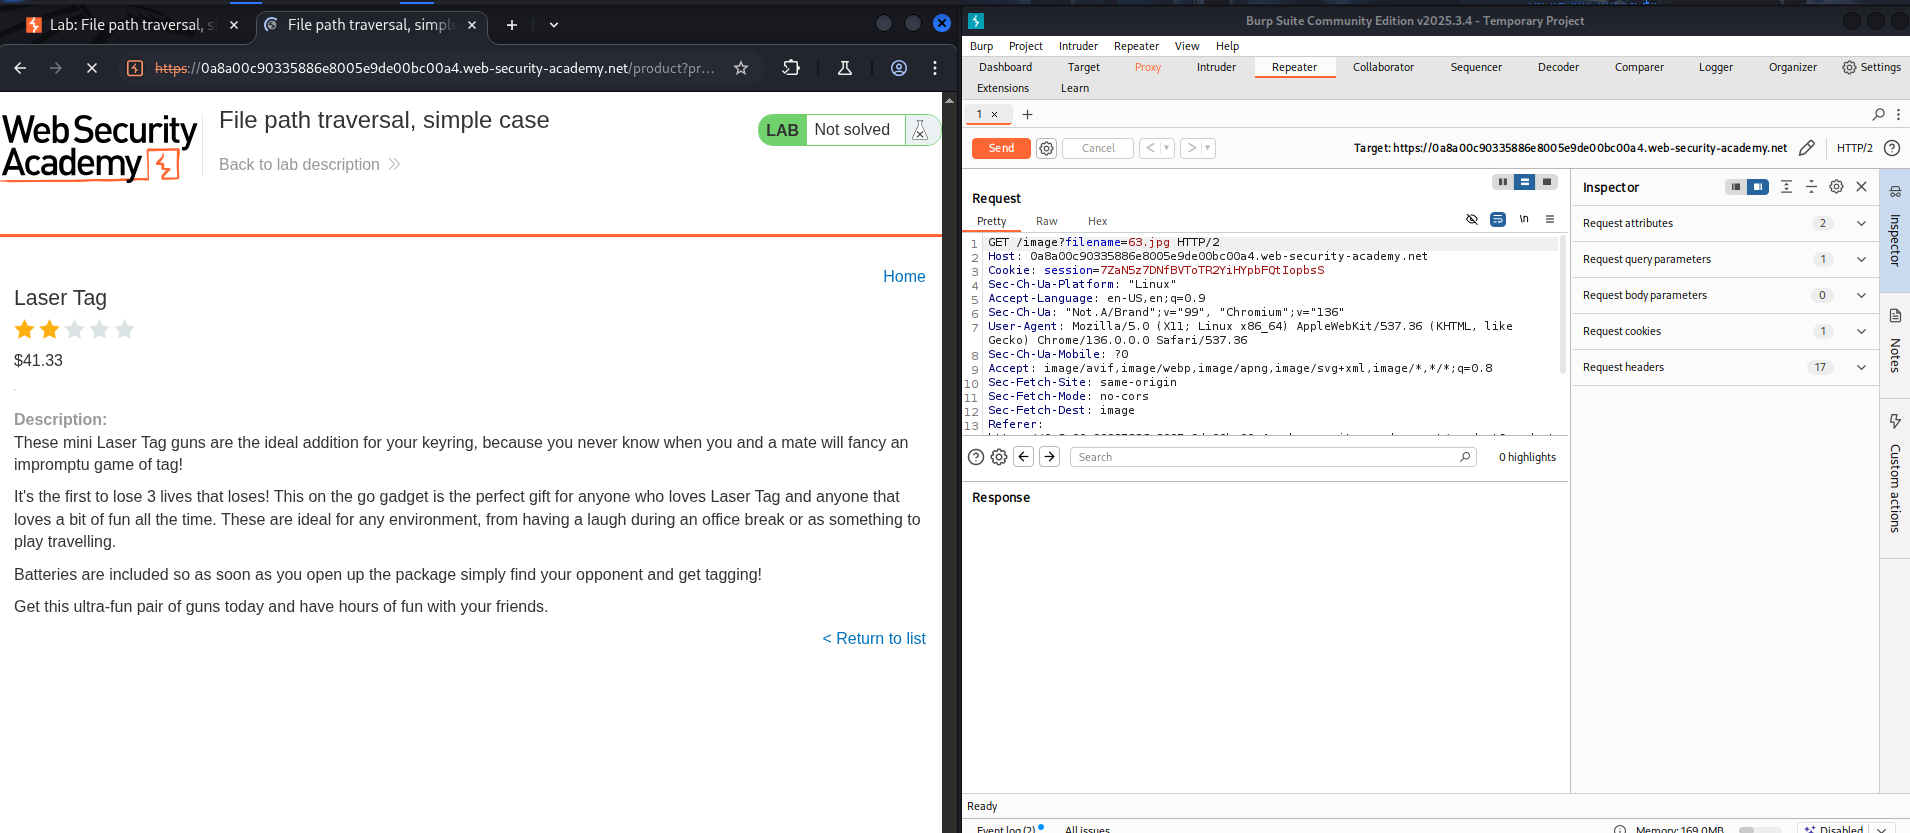 Lab: File path traversal, si
File path traversal, simple
https://0a8a00c90335886e8005e9de00bc00a4.web-security-academy.net/product?pr...
WebSecurity
Academy
File path traversal, simple case
Back to lab description
LAB
Not solved
Home
Laser Tag
$41.33
Description:
These mini Laser Tag guns are the ideal addition for your keyring, because you never know when you and a mate will fancy an
impromptu game of tag!
It's the first to lose 3 lives that loses! This on the go gadget is the perfect gift for anyone who loves Laser Tag and anyone that
loves a bit of fun all the time. These are ideal for any environment, from having a laugh during an office break or as something to
play travelling.
Batteries are included so as soon as you open up the package simply find your opponent and get tagging!
Get this ultra-fun pair of guns today and have hours of fun with your friends.
< Return to list
Burp Suite Community Edition v2025.3.4 - Temporary Project
Burp Project Intruder Repeater View Help
Dashboard Target Proxy Intruder Repeater Collaborator Sequencer Decoder Comparer Logger Organizer Settings
Extensions Learn
1 × +
Send Cancel < >
Target: https://0a8a00c90335886e8005e9de00bc00a4.web-security-academy.net
HTTP/2
Request
Pretty Raw Hex
\n
1 GET /image?filename=63.jpg HTTP/2
2 Host: 0a8a00c90335886e8005e9de00bc00a4.web-security-academy.net
3 Cookie: session=7ZaN5z7DNfBVToTR2YiHYpbFQtIopbsS
4 Sec-Ch-Ua-Platform: "Linux"
5 Accept-Language: en-US,en;q=0.9
6 Sec-Ch-Ua: "Not.A/Brand";v="99", "Chromium";v="136"
7 User-Agent: Mozilla/5.0 (X11; Linux x86_64) AppleWebKit/537.36 (KHTML, like
Gecko) Chrome/136.0.0.0 Safari/537.36
8 Sec-Ch-Ua-Mobile: ?0
9 Accept: image/avif,image/webp,image/apng,image/svg+xml,image/*,*/*;q=0.8
10 Sec-Fetch-Site: same-origin
11 Sec-Fetch-Mode: no-cors
12 Sec-Fetch-Dest: image
13 Referer:
Search
0 highlights
Response
Inspector
Request attributes 2
Request query parameters 1
Request body parameters 0
Request cookies 1
Request headers 17
Inspector
Notes
Custom actions
Ready
Event log (2)
All issues
Memory: 169.0MB
Disabled